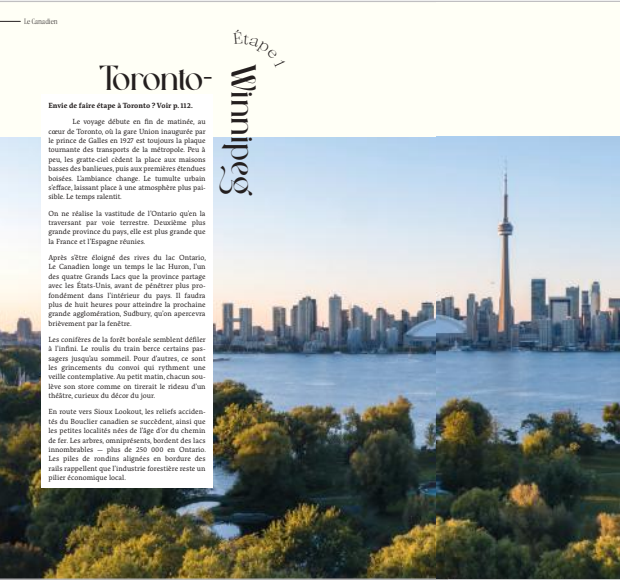 Le Canadien
Étape 1
Toronto-
Winnipeg
Envie de faire étape à Toronto ? Voir p. 112.
Le voyage débute en fin de matinée, au
cœur de Toronto, où la gare Union inaugurée par
le prince de Galles en 1927 est toujours la plaque
tournante des transports de la métropole. Peu à
peu, les gratte-ciel cèdent la place aux maisons
basses des banlieues, puis aux premières étendues
boisées. L'ambiance change. Le tumulte urbain
s'efface, laissant place à une atmosphère plus pai-
sible. Le temps ralentit.
On ne réalise la vastitude de l'Ontario qu'en la
traversant par voie terrestre. Deuxième plus
grande province du pays, elle est plus grande que
la France et l'Espagne réunies.
Après s'être éloigné des rives du lac Ontario,
Le Canadien longe un temps le lac Huron, l'un
des quatre Grands Lacs que la province partage
avec les États-Unis, avant de pénétrer plus pro-
fondément dans l'intérieur du pays. Il faudra
plus de huit heures pour atteindre la prochaine
grande agglomération, Sudbury, qu'on apercevra
brièvement par la fenêtre.
Les conifères de la forêt boréale semblent défiler
à l'infini. Le roulis du train berce certains pas-
sagers jusqu'au sommeil. Pour d'autres, ce sont
les grincements du convoi qui rythment une
veille contemplative. Au petit matin, chacun sou-
lève son store comme on tirerait le rideau d'un
théâtre, curieux du décor du jour.
En route vers Sioux Lookout, les reliefs acciden-
tés du Bouclier canadien se succèdent, ainsi que
les petites localités nées de l'âge d'or du chemin
de fer. Les arbres, omniprésents, bordent des lacs
innombrables — plus de 250 000 en Ontario.
Les piles de rondins alignées en bordure des
rails rappellent que l'industrie forestière reste un
pilier économique local.